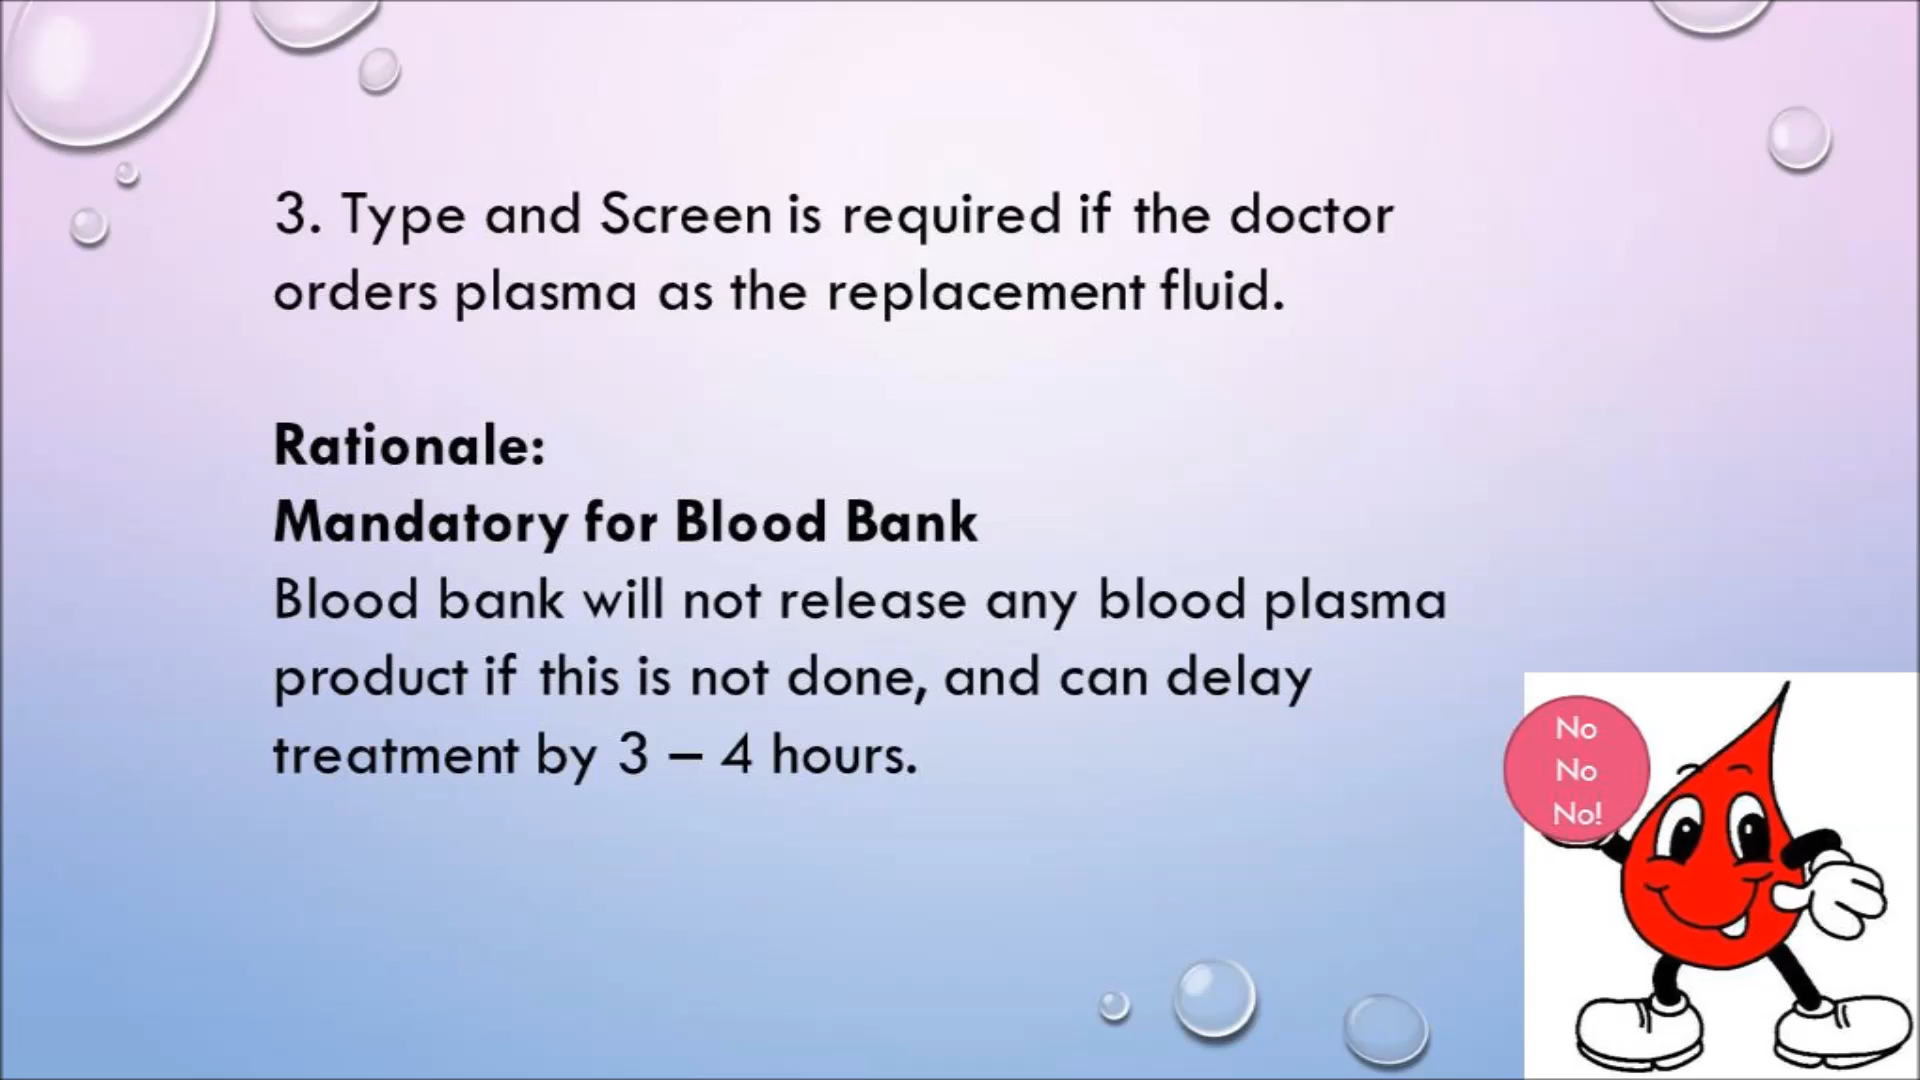 3. Type and Screen is required if the doctor
orders plasma as the replacement fluid.
Rationale:
Mandatory for Blood Bank
Blood bank will not release any blood plasma
product if this is not done, and can delay
treatment by 3 – 4 hours.
No
No
No!